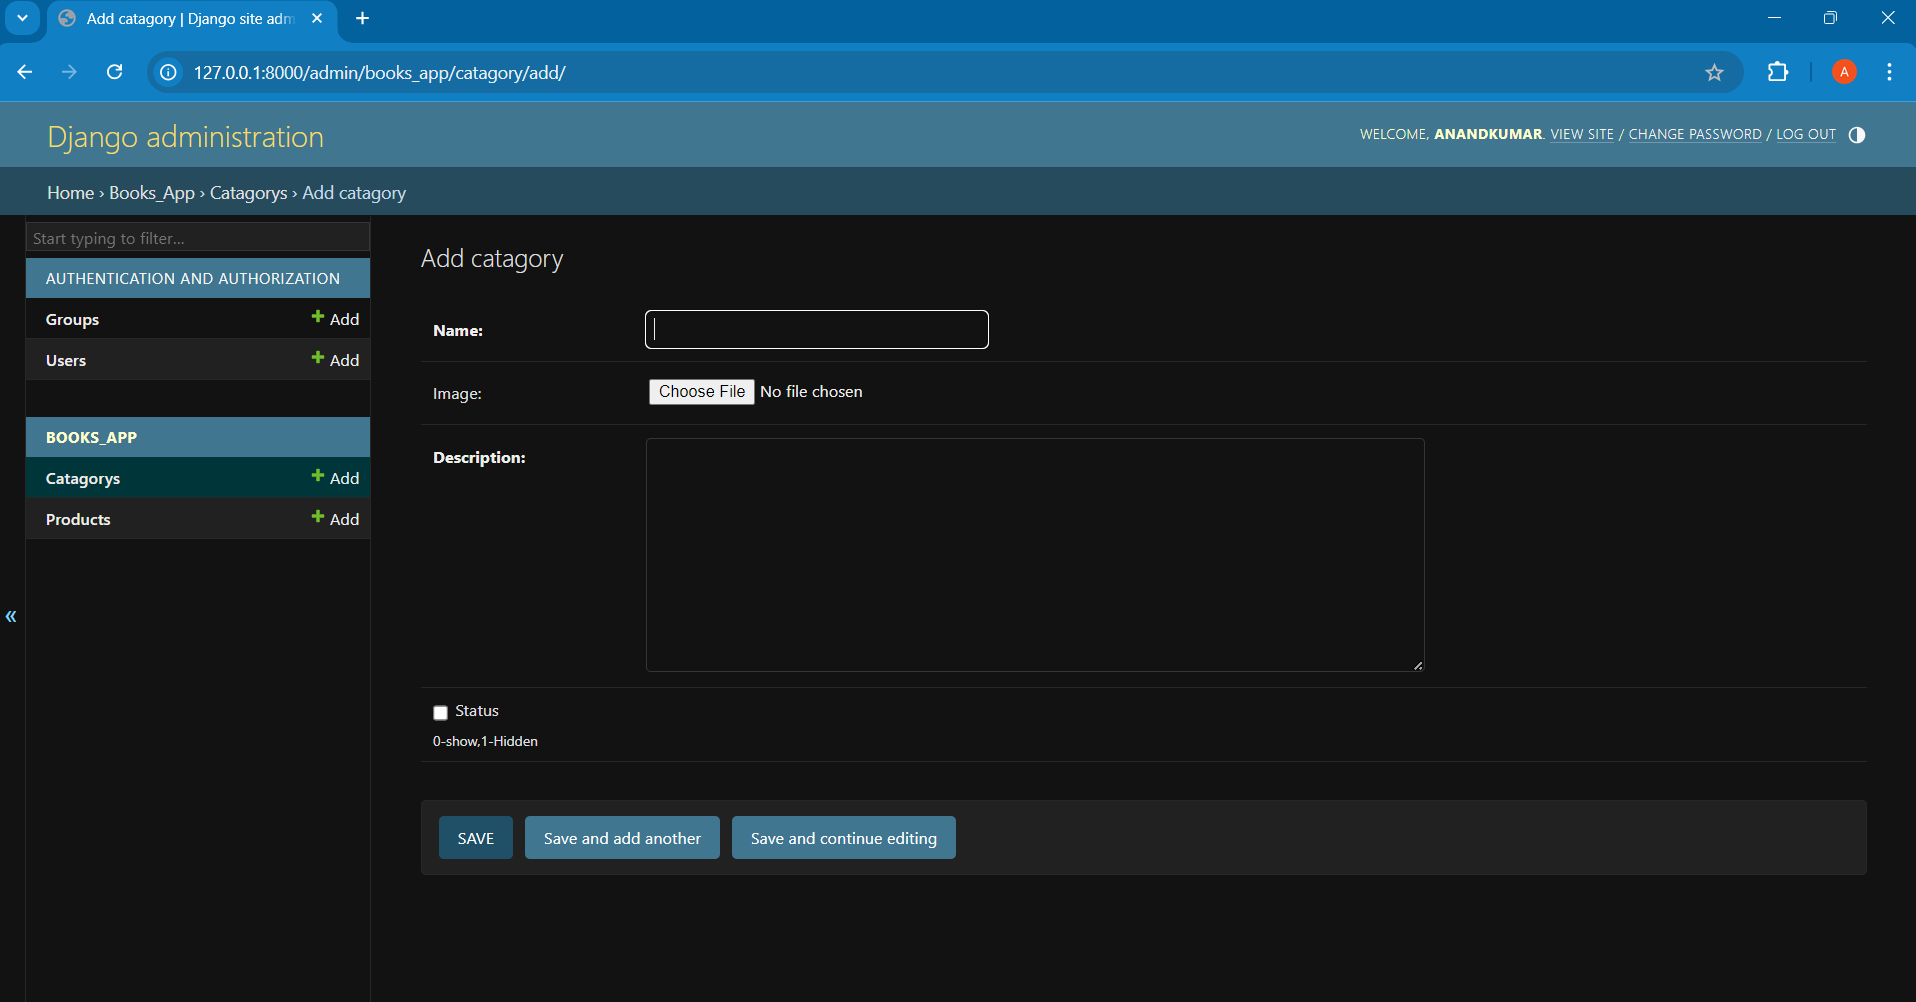 Add catagory | Django site adm
127.0.0.1:8000/admin/books_app/catagory/add/
A
Django administration
WELCOME, ANANDKUMAR. VIEW SITE / CHANGE PASSWORD / LOG OUT
Home › Books_App › Catagorys › Add catagory
Start typing to filter...
AUTHENTICATION AND AUTHORIZATION
Groups + Add
Users + Add
BOOKS_APP
Catagorys + Add
Products + Add
«
Add catagory
Name:
Image: Choose File No file chosen
Description:
Status
0-show,1-Hidden
SAVE Save and add another Save and continue editing